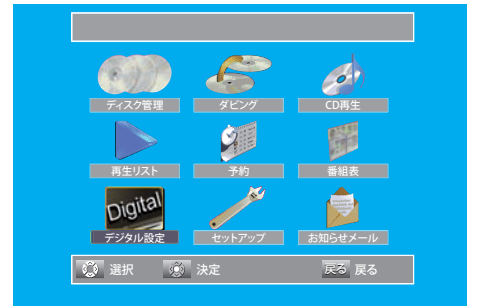 ディスク管理 ダビング CD再生
再生リスト 予約 番組表
Digital
デジタル設定 セットアップ お知らせメール
選択 決定 戻る 戻る